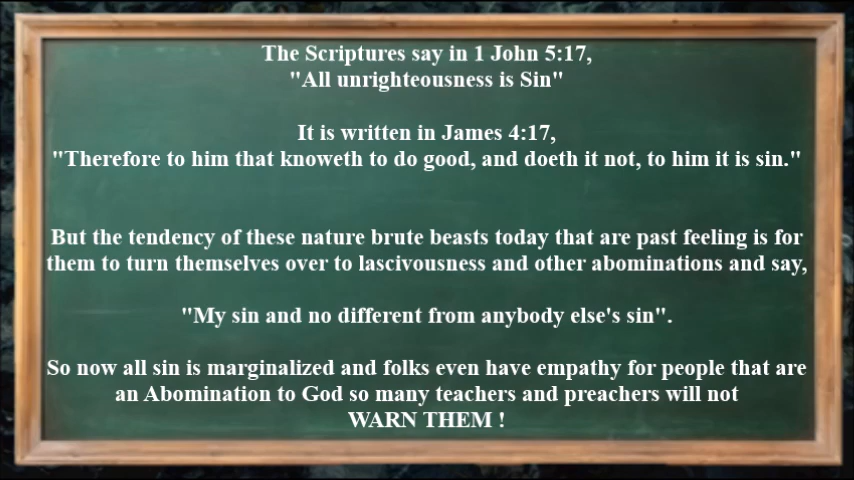 The Scriptures say in 1 John 5:17,
"All unrighteousness is Sin"
It is written in James 4:17,
"Therefore to him that knoweth to do good, and doeth it not, to him it is sin."
But the tendency of these nature brute beasts today that are past feeling is for
them to turn themselves over to lascivousness and other abominations and say,
"My sin and no different from anybody else's sin".
So now all sin is marginalized and folks even have empathy for people that are
an Abomination to God so many teachers and preachers will not
WARN THEM !